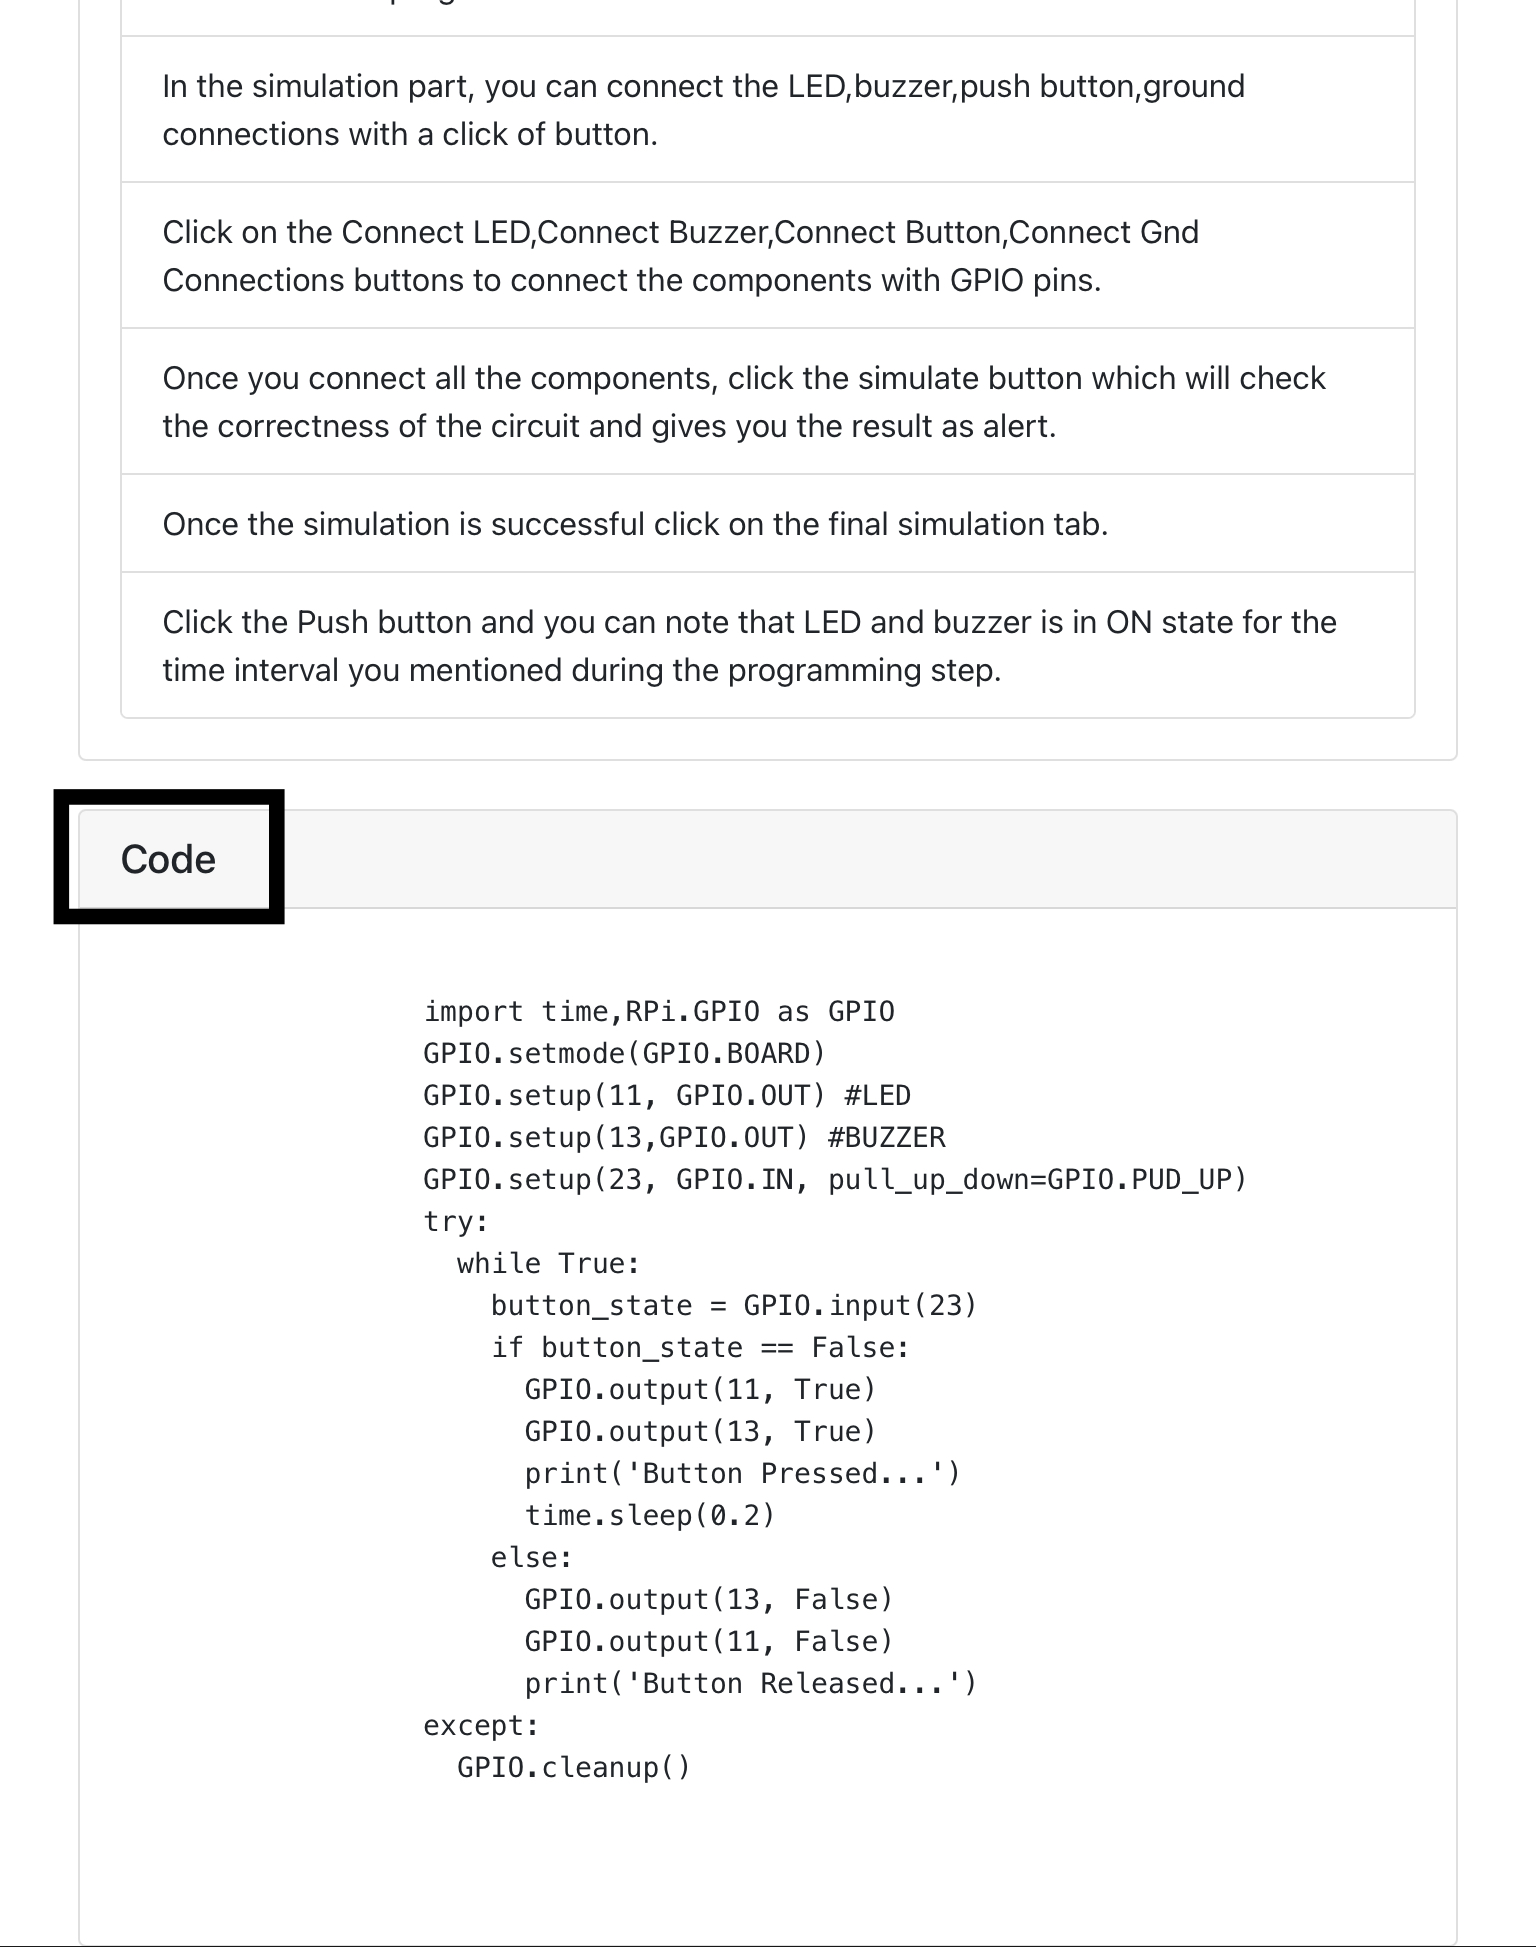 In the simulation part, you can connect the LED,buzzer,push button,ground
connections with a click of button.
Click on the Connect LED,Connect Buzzer,Connect Button,Connect Gnd
Connections buttons to connect the components with GPIO pins.
Once you connect all the components, click the simulate button which will check
the correctness of the circuit and gives you the result as alert.
Once the simulation is successful click on the final simulation tab.
Click the Push button and you can note that LED and buzzer is in ON state for the
time interval you mentioned during the programming step.
Code
import time,RPi.GPIO as GPIO
GPIO.setmode(GPIO.BOARD)
GPIO.setup(11, GPIO.OUT) #LED
GPIO.setup(13,GPIO.OUT) #BUZZER
GPIO.setup(23, GPIO.IN, pull_up_down=GPIO.PUD_UP)
try:
  while True:
    button_state = GPIO.input(23)
    if button_state == False:
      GPIO.output(11, True)
      GPIO.output(13, True)
      print('Button Pressed...')
      time.sleep(0.2)
    else:
      GPIO.output(13, False)
      GPIO.output(11, False)
      print('Button Released...')
except:
  GPIO.cleanup()